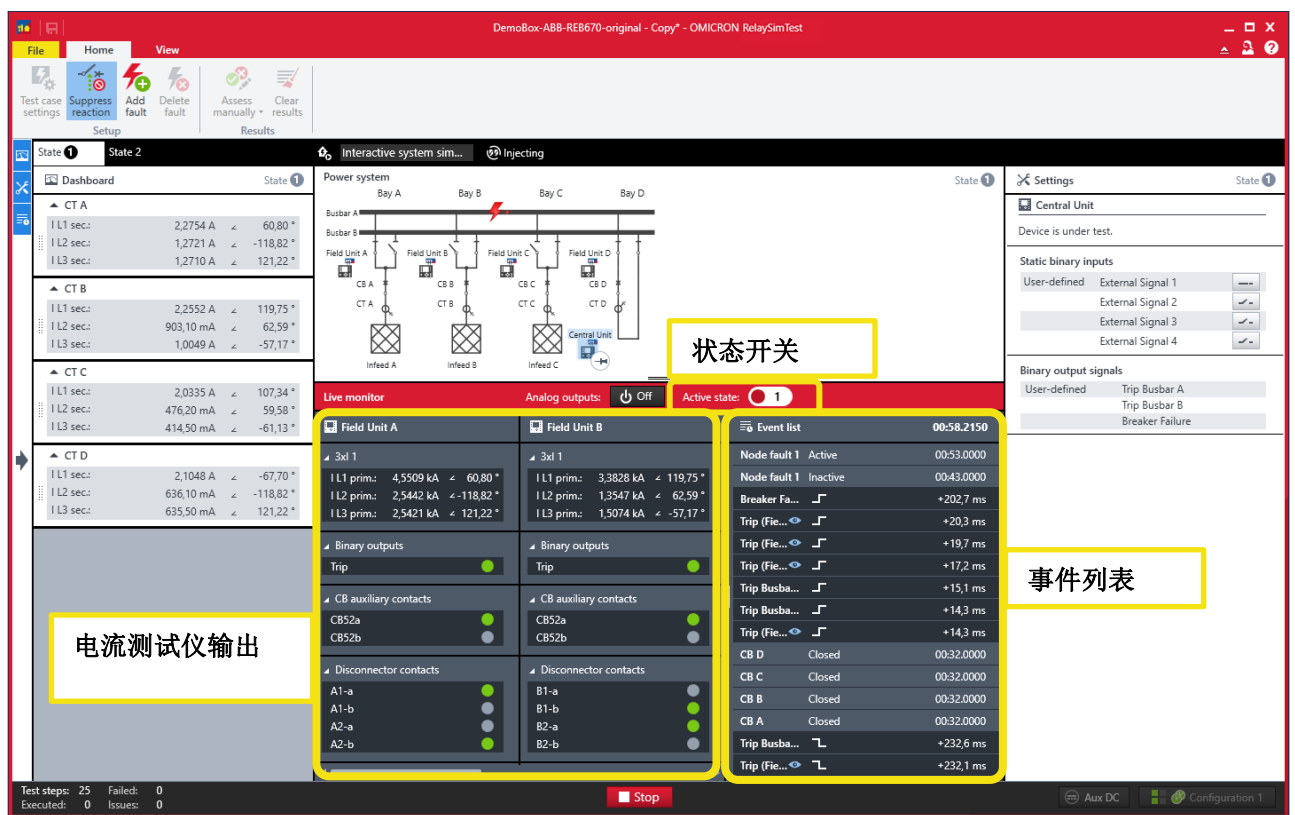 DemoBox-ABB-REB670-original - Copy* - OMICRON RelaySimTest
File Home View
Test case settings
Suppress reaction
Add fault
Delete fault
Assess manually
Clear results
Setup
Results
State 1 State 2
Interactive system sim... Injecting
Dashboard State 1
CT A
I L1 sec.: 2,2754 A ∠ 60,80 °
I L2 sec.: 1,2721 A ∠ -118,82 °
I L3 sec.: 1,2710 A ∠ 121,22 °
CT B
I L1 sec.: 2,2552 A ∠ 119,75 °
I L2 sec.: 903,10 mA ∠ 62,59 °
I L3 sec.: 1,0049 A ∠ -57,17 °
CT C
I L1 sec.: 2,0335 A ∠ 107,34 °
I L2 sec.: 476,20 mA ∠ 59,58 °
I L3 sec.: 414,50 mA ∠ -61,13 °
CT D
I L1 sec.: 2,1048 A ∠ -67,70 °
I L2 sec.: 636,10 mA ∠ -118,82 °
I L3 sec.: 635,50 mA ∠ 121,22 °
电流测试仪输出
Power system State 1
Bay A Bay B Bay C Bay D
Busbar A
Busbar B
Field Unit A Field Unit B Field Unit C Field Unit D
CB A CB B CB C CB D
CT A CT B CT C CT D
Central Unit
Infeed A Infeed B Infeed C
状态开关
Live monitor Analog outputs: Off Active state: 1
Field Unit A
3xI 1
I L1 prim.: 4,5509 kA ∠ 60,80 °
I L2 prim.: 2,5442 kA ∠ -118,82 °
I L3 prim.: 2,5421 kA ∠ 121,22 °
Binary outputs
Trip
CB auxiliary contacts
CB52a
CB52b
Disconnector contacts
A1-a
A1-b
A2-a
A2-b
Field Unit B
3xI 1
I L1 prim.: 3,3828 kA ∠ 119,75 °
I L2 prim.: 1,3547 kA ∠ 62,59 °
I L3 prim.: 1,5074 kA ∠ -57,17 °
Binary outputs
Trip
CB auxiliary contacts
CB52a
CB52b
Disconnector contacts
B1-a
B1-b
B2-a
B2-b
Event list 00:58.2150
Node fault 1 Active 00:53.0000
Node fault 1 Inactive 00:43.0000
Breaker Fa... +202,7 ms
Trip (Fie... +20,3 ms
Trip (Fie... +19,7 ms
Trip (Fie... +17,2 ms
Trip Busba... +15,1 ms
Trip Busba... +14,3 ms
Trip (Fie... +14,3 ms
CB D Closed 00:32.0000
CB C Closed 00:32.0000
CB B Closed 00:32.0000
CB A Closed 00:32.0000
Trip Busba... +232,6 ms
Trip (Fie... +232,1 ms
事件列表
Settings State 1
Central Unit
Device is under test.
Static binary inputs
User-defined External Signal 1
External Signal 2
External Signal 3
External Signal 4
Binary output signals
User-defined Trip Busbar A
Trip Busbar B
Breaker Failure
Test steps: 25 Failed: 0
Executed: 0 Issues: 0
Stop
Aux DC
Configuration 1